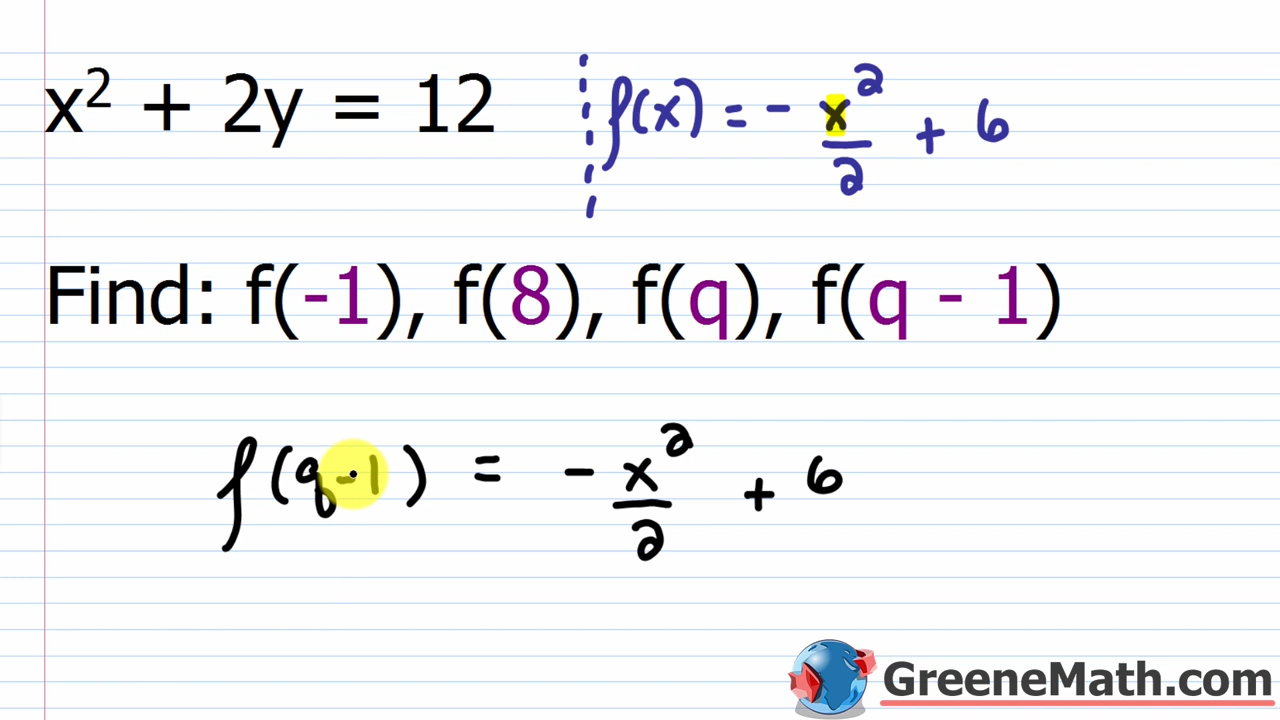 x² + 2y = 12 f(x) = - x²/2 + 6
Find: f(-1), f(8), f(q), f(q - 1)
f(q-1) = - x²/2 + 6
GreeneMath.com